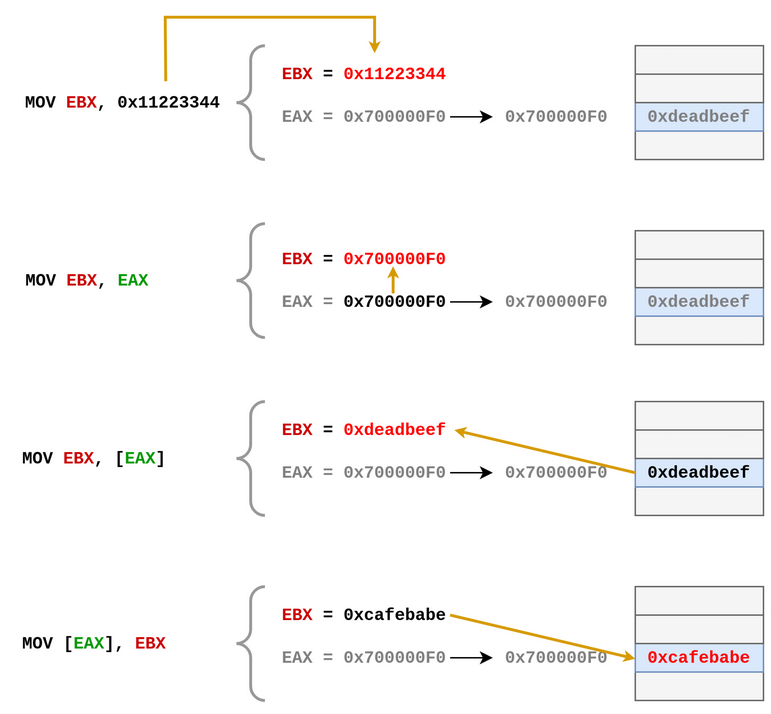 EBX = 0x11223344
MOV EBX, 0x11223344
EAX = 0x700000F0 0x700000F0 0xdeadbeef
EBX = 0x700000F0
MOV EBX, EAX
EAX = 0x700000F0 0x700000F0 0xdeadbeef
EBX = 0xdeadbeef
MOV EBX, [EAX]
EAX = 0x700000F0 0x700000F0 0xdeadbeef
EBX = 0xcafebabe
MOV [EAX], EBX
EAX = 0x700000F0 0x700000F0 0xcafebabe